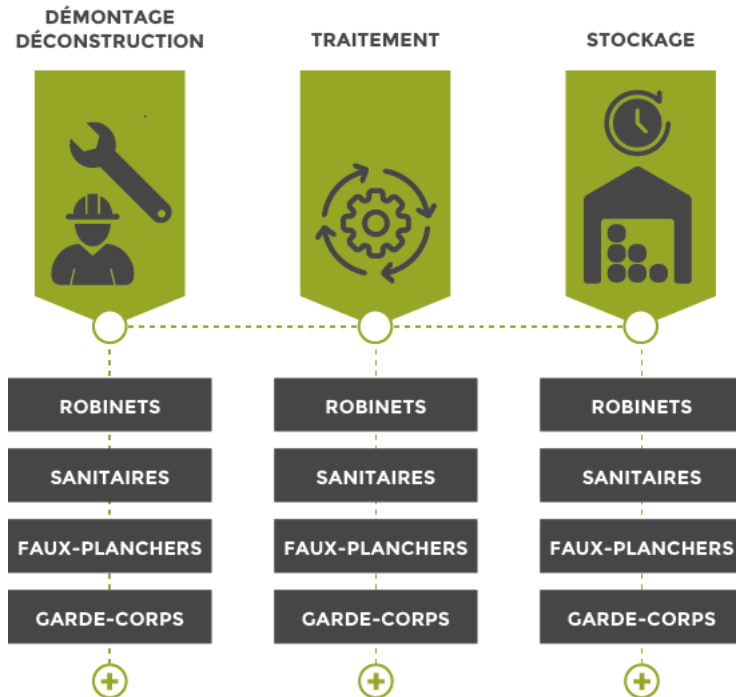 DÉMONTAGE
DÉCONSTRUCTION
TRAITEMENT
STOCKAGE
ROBINETS
SANITAIRES
FAUX-PLANCHERS
GARDE-CORPS
ROBINETS
SANITAIRES
FAUX-PLANCHERS
GARDE-CORPS
ROBINETS
SANITAIRES
FAUX-PLANCHERS
GARDE-CORPS